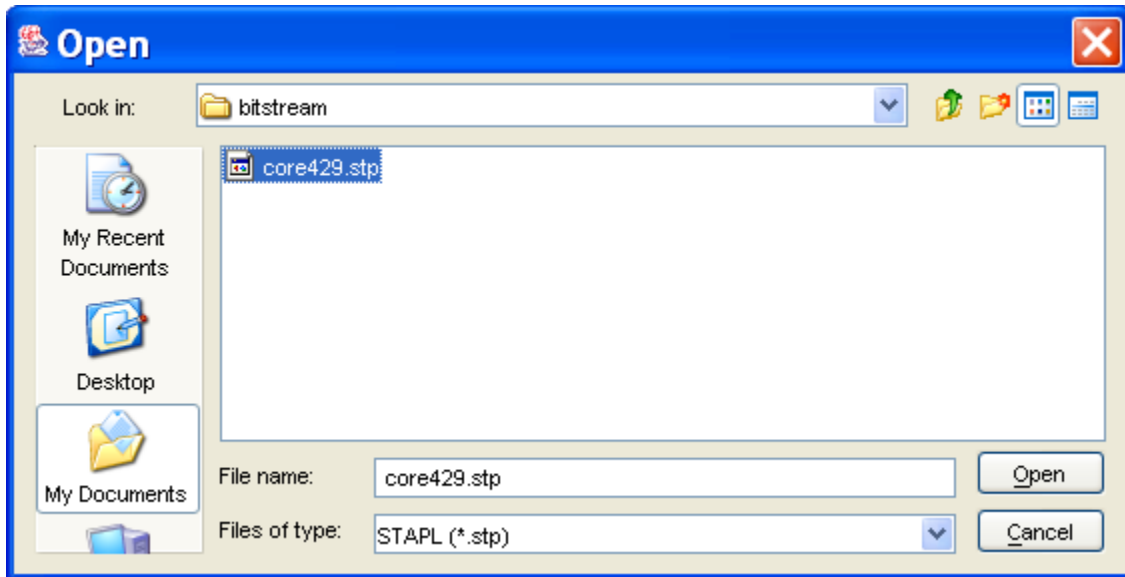 Open
Look in:
bitstream
core429.stp
My Recent
Documents
Desktop
My Documents
File name:
core429.stp
Open
Files of type:
STAPL (*.stp)
Cancel